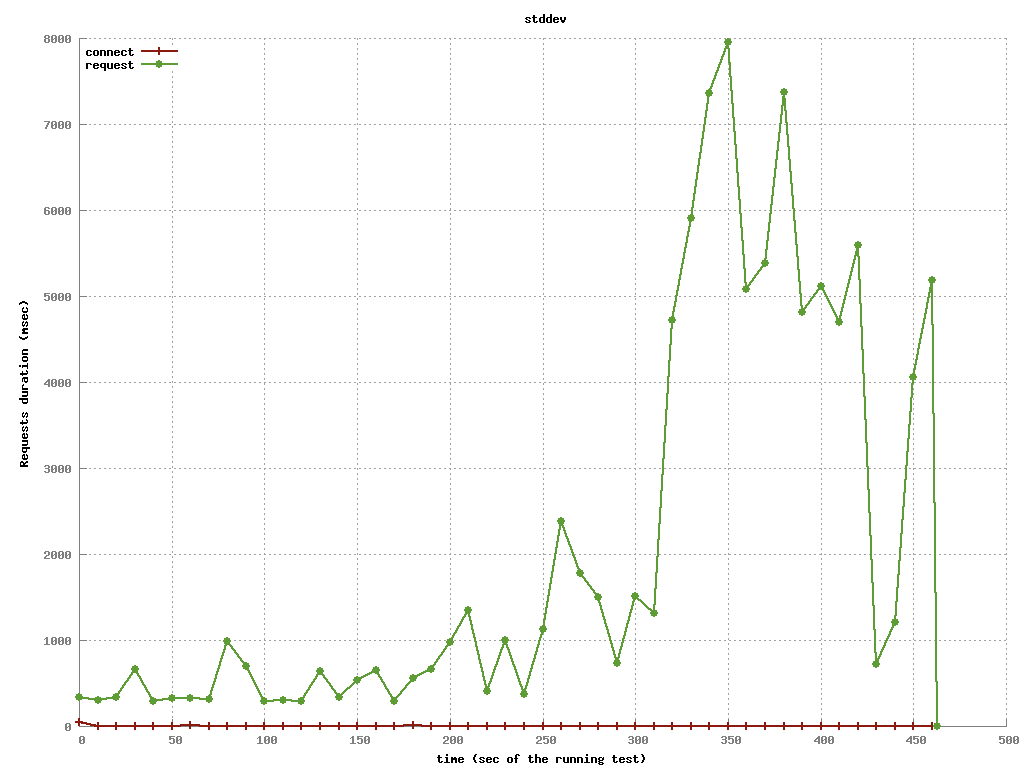 stddev
connect
request
8000
7000
6000
5000
4000
3000
2000
1000
0
Requests duration (msec)
0 50 100 150 200 250 300 350 400 450 500
time (sec of the running test)